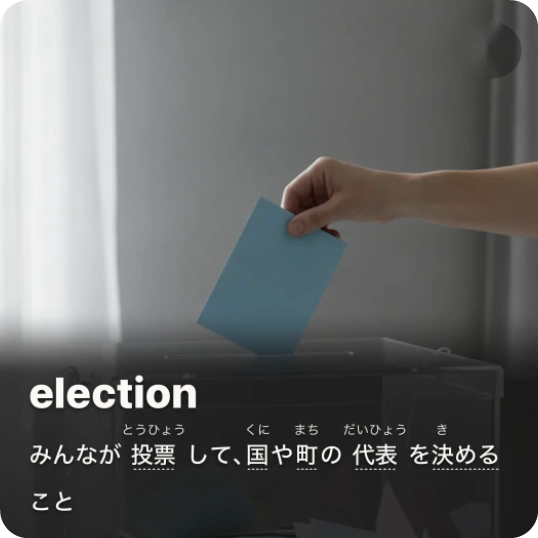 election
とうひょう くに まち だいひょう き
みんなが 投票 して、国や町の 代表 を決める
こと